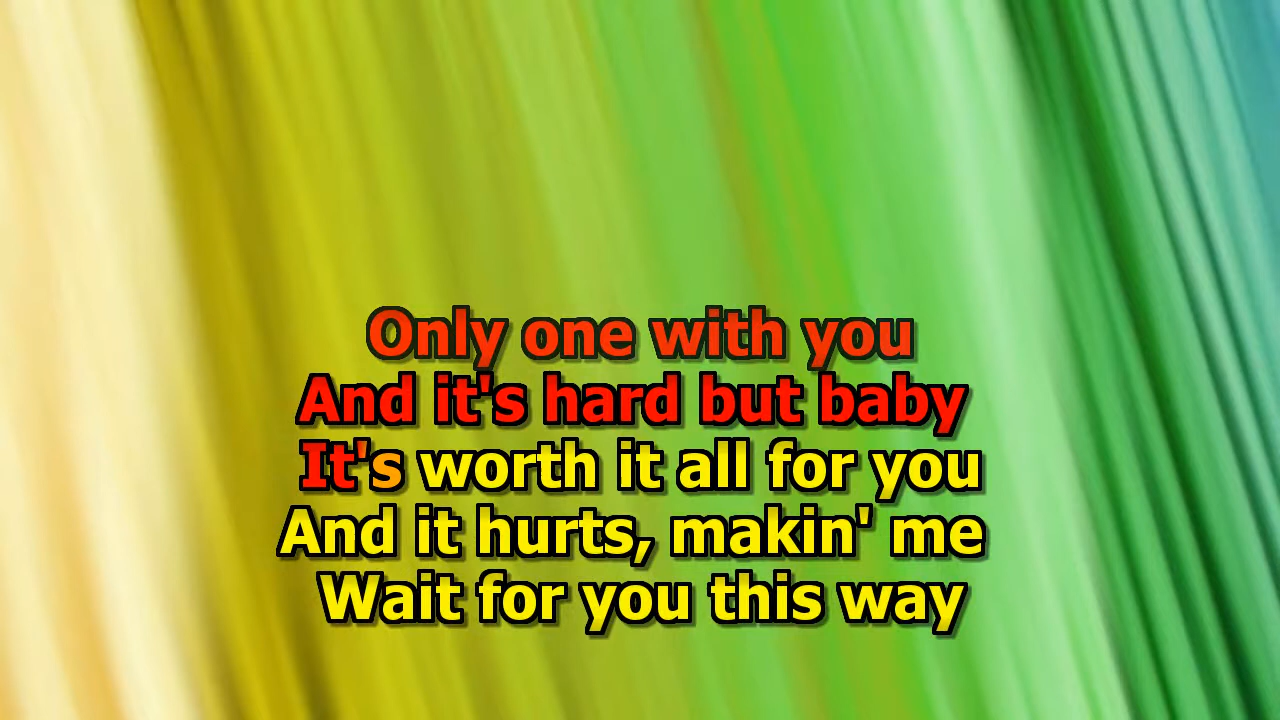 Only one with you
And it's hard but baby
It's worth it all for you
And it hurts, makin' me
Wait for you this way